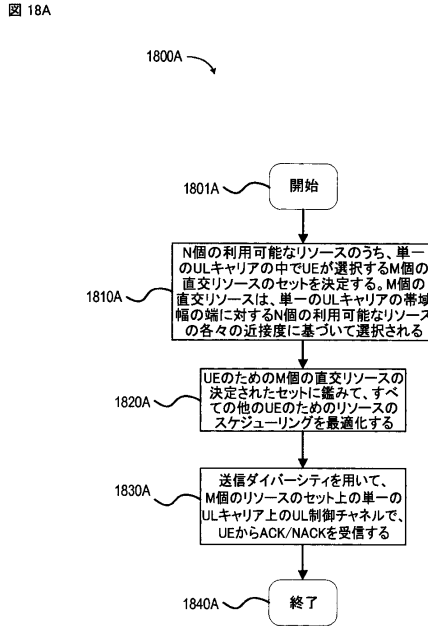 図 18A
1800A
1801A
開始
1810A
N個の利用可能なリソースのうち、単一
のULキャリアの中でUEが選択するM個の
直交リソースのセットを決定する。M個の
直交リソースは、単一のULキャリアの帯域
幅の端に対するN個の利用可能なリソース
の各々の近接度に基づいて選択される
1820A
UEのためのM個の直交リソースの
決定されたセットに鑑みて、すべ
ての他のUEのためのリソースの
スケジューリングを最適化する
1830A
送信ダイバーシティを用いて、
M個のリソースのセット上の単一の
ULキャリア上のUL制御チャネルで、
UEからACK/NACKを受信する
1840A
終了